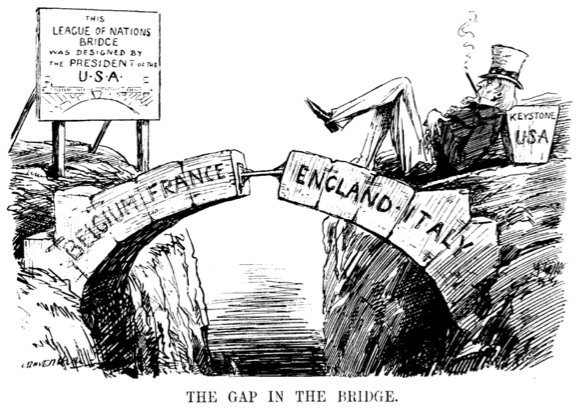 THIS
LEAGUE OF NATIONS
BRIDGE
WAS DESIGNED BY
THE PRESIDENT OF THE
U·S·A·
KEYSTONE
USA
BELGIUM
FRANCE
ENGLAND-ITALY
THE GAP IN THE BRIDGE.